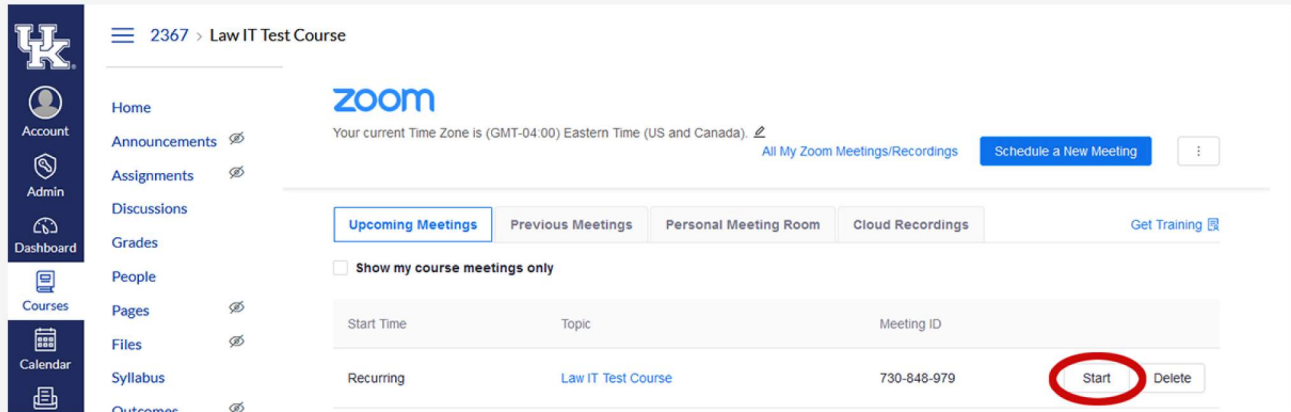 UK
2367 > Law IT Test Course
Account
Admin
Dashboard
Courses
Calendar
Home
Announcements
Assignments
Discussions
Grades
People
Pages
Files
Syllabus
Outcomes
zoom
Your current Time Zone is (GMT-04:00) Eastern Time (US and Canada).
All My Zoom Meetings/Recordings
Schedule a New Meeting
Upcoming Meetings Previous Meetings Personal Meeting Room Cloud Recordings Get Training
Show my course meetings only
Start Time Topic Meeting ID
Recurring Law IT Test Course 730-848-979 Start Delete